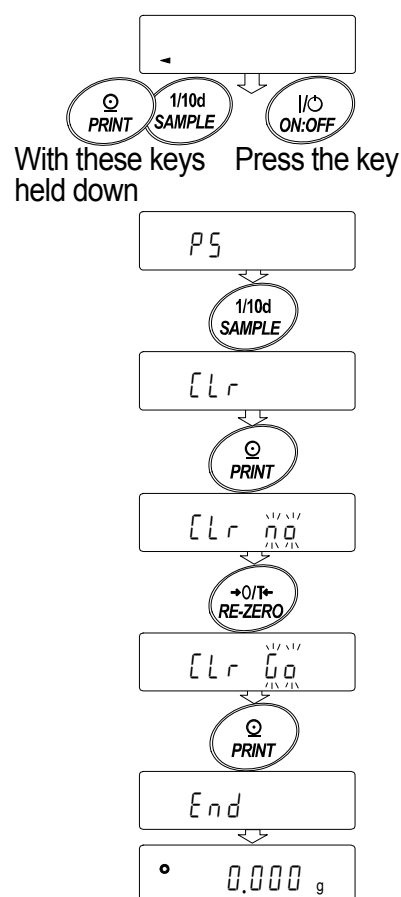 ◄
PRINT
1/10d
SAMPLE
|/
ON:OFF
With these keys
held down
Press the key
PS
1/10d
SAMPLE
CLr
PRINT
CLr no
→0/T←
RE-ZERO
CLr Go
PRINT
End
0.000 g